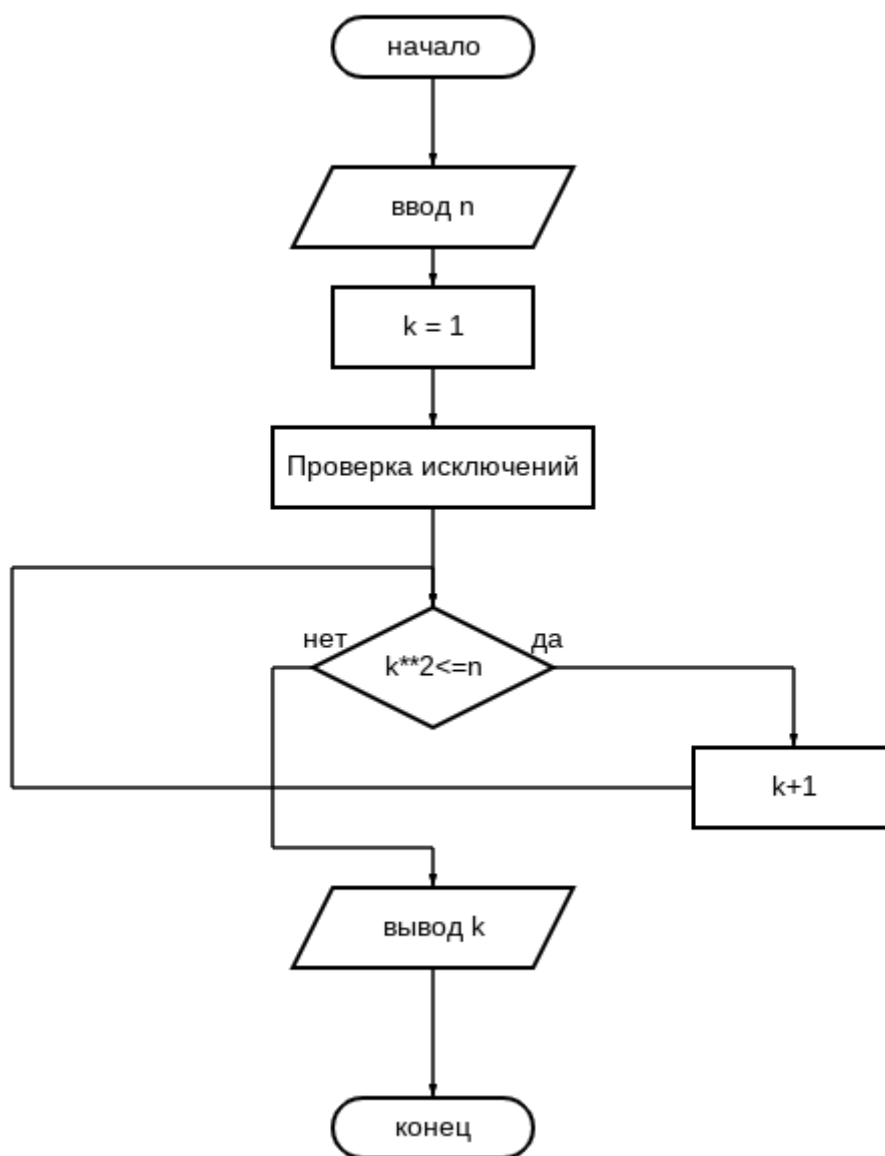 начало
ввод n
k = 1
Проверка исключений
нет
да
k**2<=n
k+1
вывод k
конец